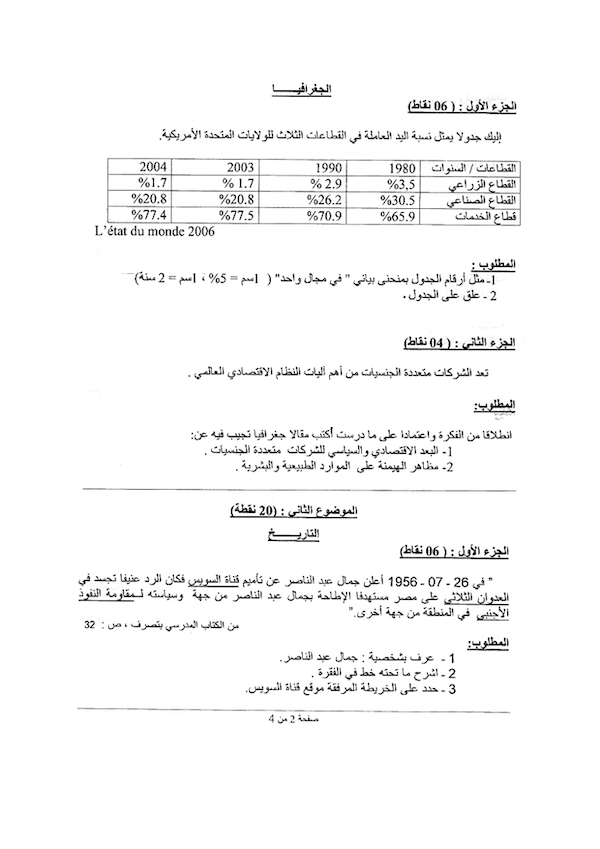 الجغرافيـــــا
الجزء الأول : ( 06 نقاط)
إليك جدولا يمثل نسبة اليد العاملة في القطاعات الثلاث للولايات المتحدة الأمريكية.
القطاعات / السنوات 1980 1990 2003 2004
القطاع الزراعي %3,5 %2.9 %1.7 %1.7
القطاع الصناعي %30.5 %26.2 %20.8 %20.8
قطاع الخدمات %65.9 %70.9 %77.5 %77.4
L’état du monde 2006
المطلوب :
1- مثل أرقام الجدول بمنحنى بياني " في مجال واحد" ( 1سم = 5% ، 1سم = 2 سنة)
2 - علق على الجدول .
الجزء الثاني : ( 04 نقاط)
تعد الشركات متعددة الجنسيات من أهم آليات النظام الاقتصادي العالمي .
المطلوب:
انطلاقا من الفكرة واعتمادا على ما درست أكتب مقالا جغرافيا تجيب فيه عن:
1- البعد الاقتصادي والسياسي للشركات متعددة الجنسيات .
2- مظاهر الهيمنة على الموارد الطبيعية والبشرية .
الموضوع الثاني : (20 نقطة)
التاريـــــخ
الجزء الأول : ( 06 نقاط)
" في 26 - 07 - 1956 أعلن جمال عبد الناصر عن تأميم قناة السويس فكان الرد عنيفا تجسد في
العدوان الثلاثي على مصر مستهدفا الإطاحة بجمال عبد الناصر من جهة وسياسته لـمقاومة النفوذ
الأجنبي في المنطقة من جهة أخرى."
من الكتاب المدرسي بتصرف ، ص : 32
المطلوب:
1 - عرف بشخصية : جمال عبد الناصر.
2 - اشرح ما تحته خط في الفقرة .
3 - حدد على الخريطة المرفقة موقع قناة السويس.
صفحة 2 من 4